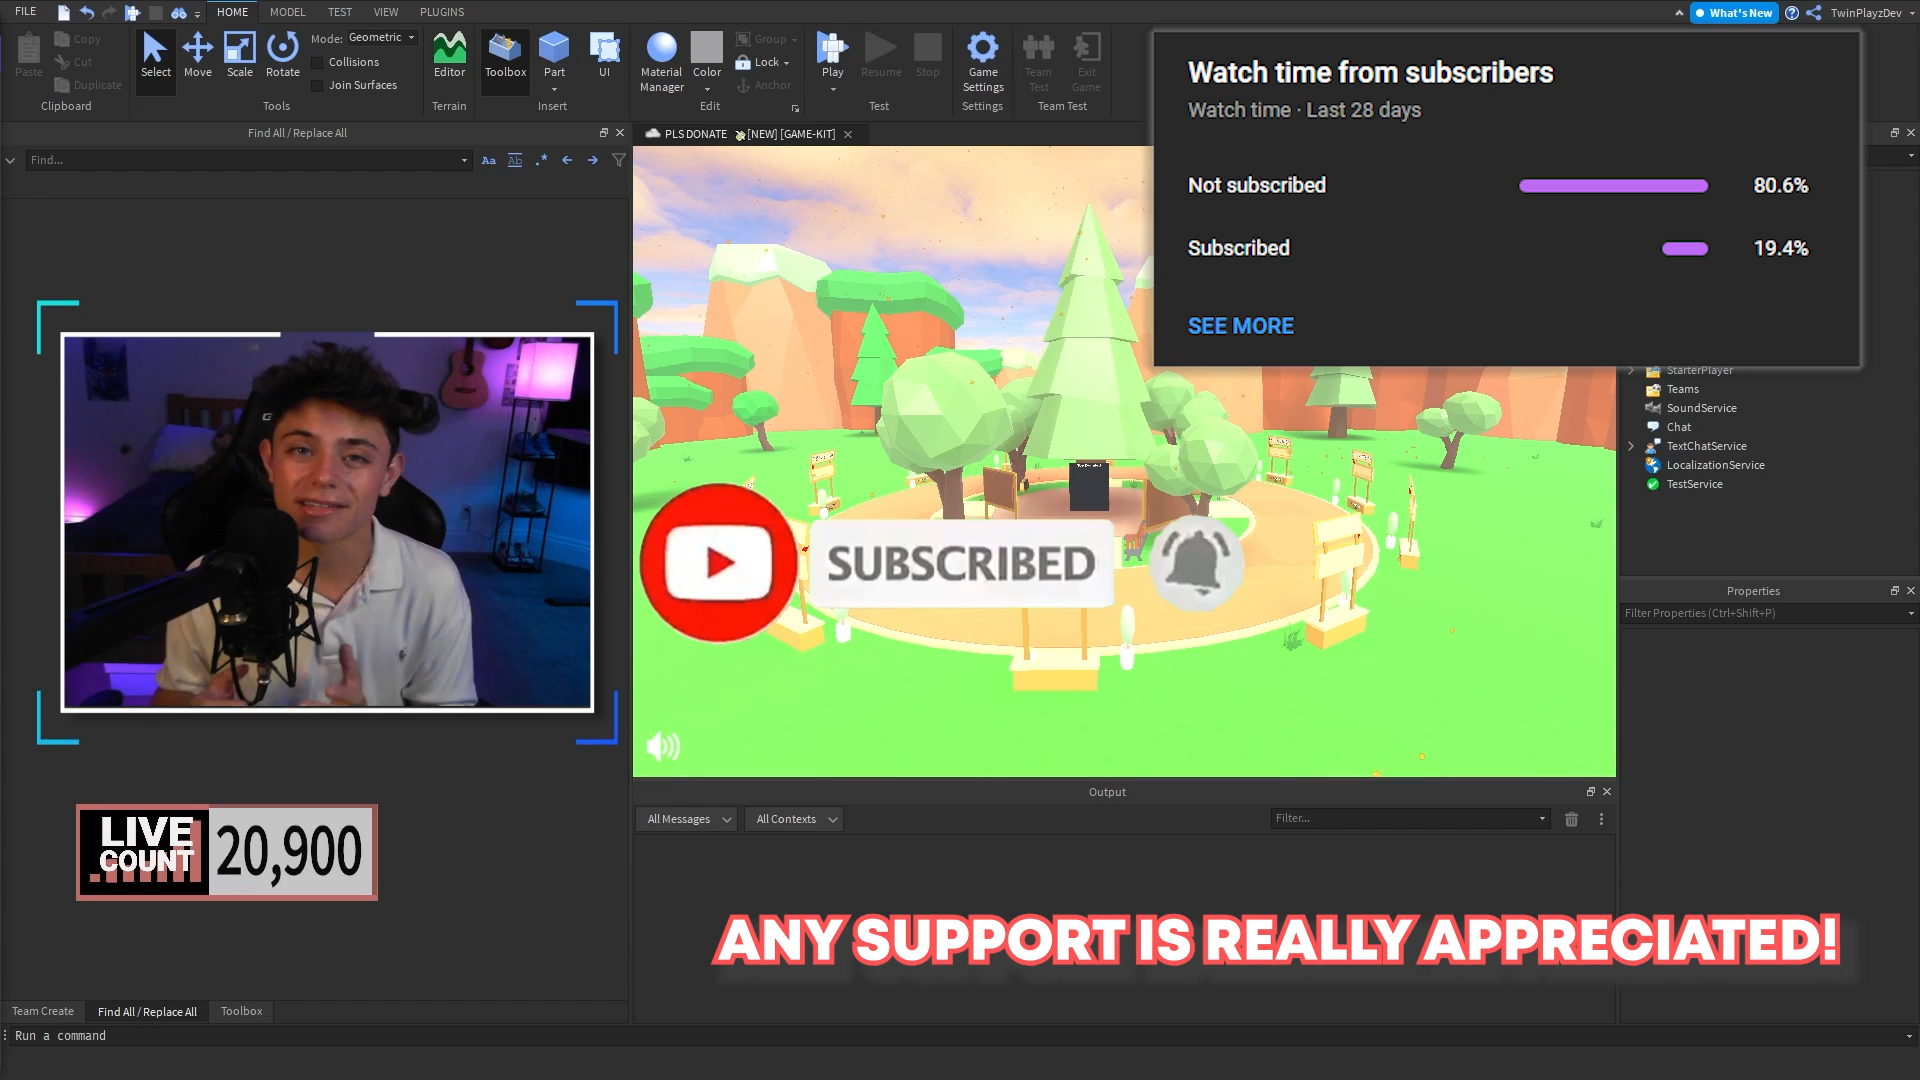 FILE
HOME
MODEL
TEST
VIEW
PLUGINS
What's New
TwinPlayzDev
Paste
Copy
Cut
Duplicate
Clipboard
Select
Move
Scale
Rotate
Mode: Geometric
Collisions
Join Surfaces
Tools
Editor
Terrain
Toolbox
Part
UI
Insert
Material Manager
Color
Group
Lock
Anchor
Edit
Play
Resume
Stop
Test
Game Settings
Settings
Team Test
Exit Game
Team Test
Find All / Replace All
Find...
Aa
Ab
.*
PLS DONATE [NEW] [GAME-KIT]
Watch time from subscribers
Watch time · Last 28 days
Not subscribed 80.6%
Subscribed 19.4%
SEE MORE
StarterPlayer
Teams
SoundService
Chat
TextChatService
LocalizationService
TestService
Properties
Filter Properties (Ctrl+Shift+P)
SUBSCRIBED
LIVE
COUNT
20,900
Output
All Messages
All Contexts
Filter...
ANY SUPPORT IS REALLY APPRECIATED!
Team Create
Find All / Replace All
Toolbox
Run a command